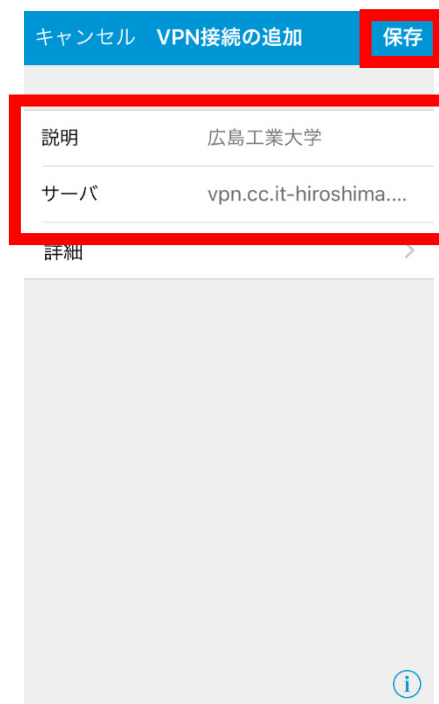 キャンセル VPN接続の追加 保存
説明 広島工業大学
サーバ vpn.cc.it-hiroshima....
詳細